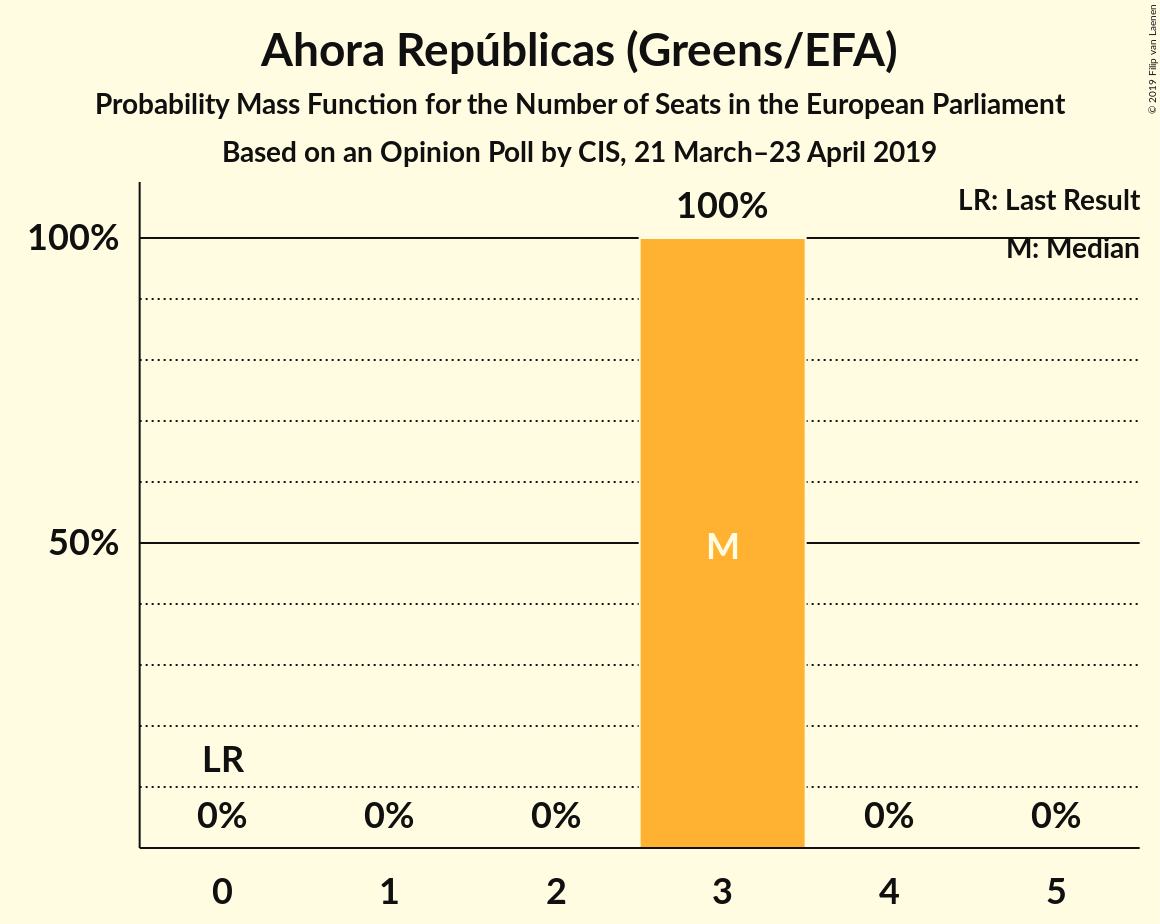 Ahora Repúblicas (Greens/EFA)
Probability Mass Function for the Number of Seats in the European Parliament
Based on an Opinion Poll by CIS, 21 March–23 April 2019
© 2019 Filip van Laenen
LR: Last Result
M: Median
100%
100%
50%
M
LR
0% 0% 0% 0% 0%
0 1 2 3 4 5